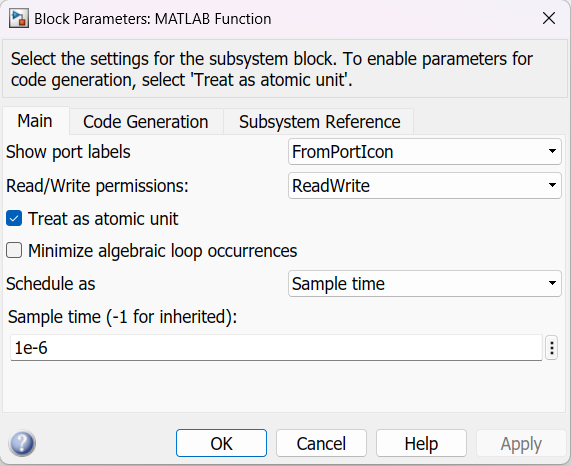 Block Parameters: MATLAB Function
Select the settings for the subsystem block. To enable parameters for
code generation, select 'Treat as atomic unit'.
Main Code Generation Subsystem Reference
Show port labels FromPortIcon
Read/Write permissions: ReadWrite
Treat as atomic unit
Minimize algebraic loop occurrences
Schedule as Sample time
Sample time (-1 for inherited):
1e-6
OK Cancel Help Apply